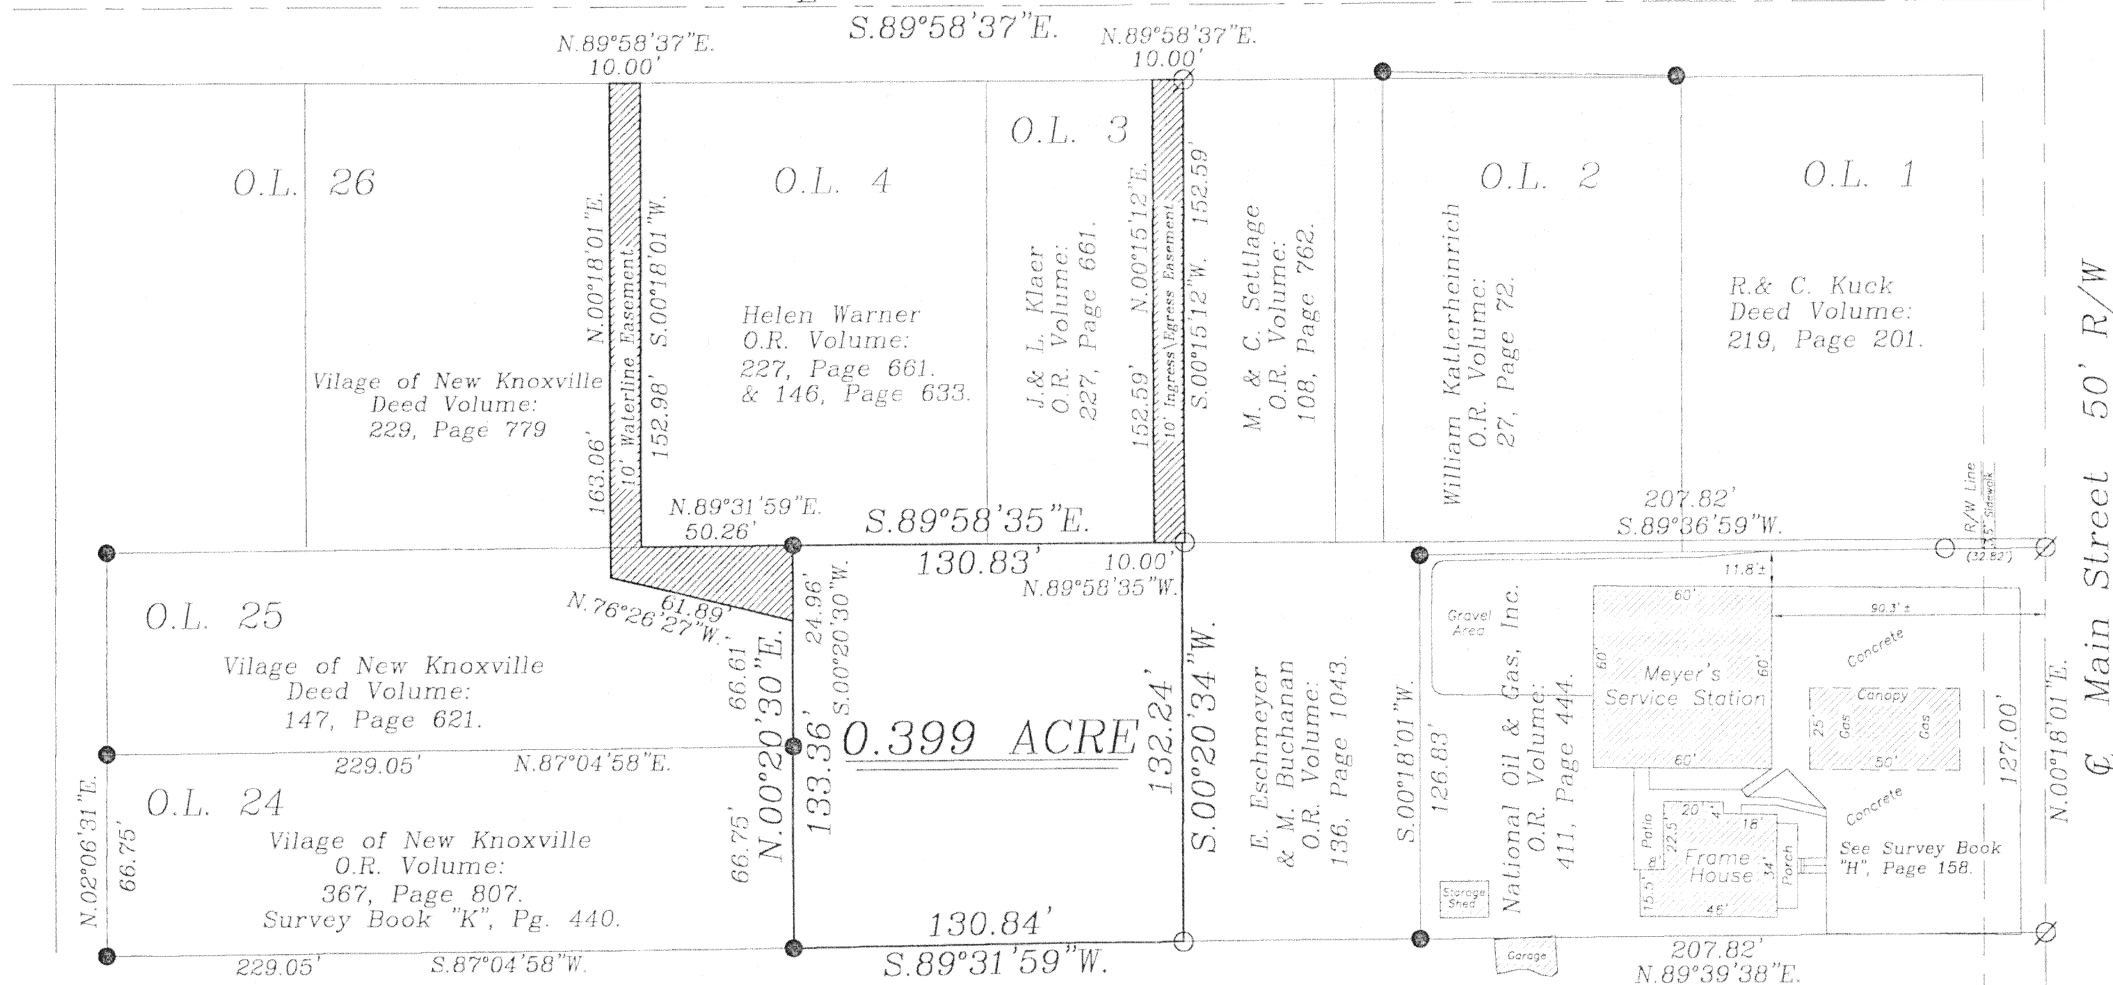 S.89°58'37"E.
N.89°58'37"E.
10.00'
N.89°58'37"E.
10.00'
O.L. 26
O.L. 4
O.L. 3
O.L. 2
O.L. 1
N.00°18'01"E.
163.06'
10' Waterline Easement.
S.00°18'01"W.
152.98'
Vilage of New Knoxville
Deed Volume:
229, Page 779
Helen Warner
O.R. Volume:
227, Page 661.
& 146, Page 633.
J.& L. Klaer
O.R. Volume:
227, Page 661.
N.00°15'12"E.
152.59'
10' Ingress\Egress Easement
S.00°15'12"W. 152.59'
M. & C. Settlage
O.R. Volume:
108, Page 762.
William Katterheinrich
O.R. Volume:
27, Page 72.
R.& C. Kuck
Deed Volume:
219, Page 201.
R/W Line
Sidewalk
(32.82')
℄ Main Street 50' R/W
N.89°31'59"E.
50.26'
S.89°58'35"E.
130.83'
10.00'
N.89°58'35"W.
207.82'
S.89°36'59"W.
O.L. 25
Vilage of New Knoxville
Deed Volume:
147, Page 621.
61.89'
N.76°26'27"W.
24.96'
S.00°20'30"W.
66.61'
66.75'
N.00°20'30"E.
133.36'
0.399 ACRE
132.24'
S.00°20'34"W.
229.05' N.87°04'58"E.
O.L. 24
Vilage of New Knoxville
O.R. Volume:
367, Page 807.
Survey Book "K", Pg. 440.
N.02°06'31"E.
66.75'
229.05' S.87°04'58"W.
130.84'
S.89°31'59"W.
E. Eschmeyer
& M. Buchanan
O.R. Volume:
136, Page 1043.
S.00°18'01"W.
126.83'
National Oil & Gas, Inc.
O.R. Volume:
411, Page 444.
Gravel
Area
11.8'±
90.3'±
60'
60'
60'
60'
Meyer's
Service Station
Concrete
Canopy
25'
Gas
Gas
50'
Concrete
127.00'
N.00°18'01"E.
Patio
20'
4'
18'
22.5'
8'
15.5'
Frame
House
34'
46'
Porch
See Survey Book
"H", Page 158.
Storage
Shed
Garage
207.82'
N.89°39'38"E.